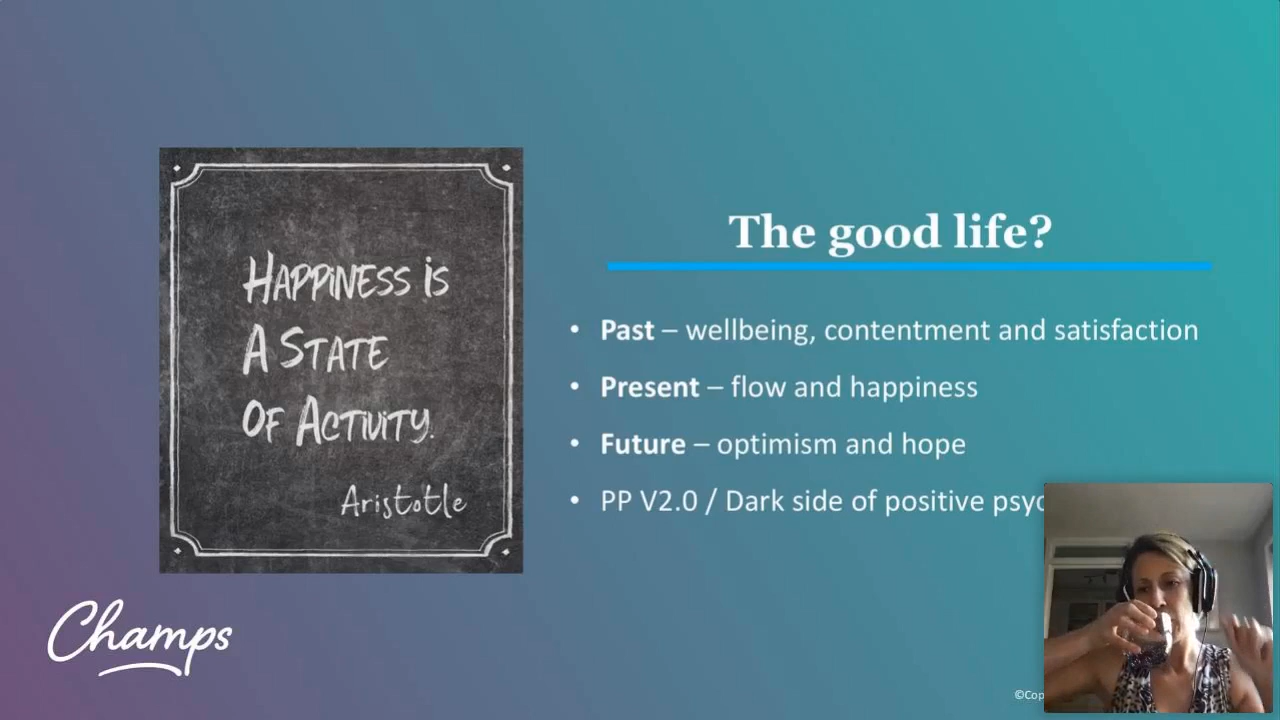 HAPPINESS IS
A STATE
OF ACTIVITY.
Aristotle
The good life?
• Past – wellbeing, contentment and satisfaction
• Present – flow and happiness
• Future – optimism and hope
• PP V2.0 / Dark side of positive
Champs